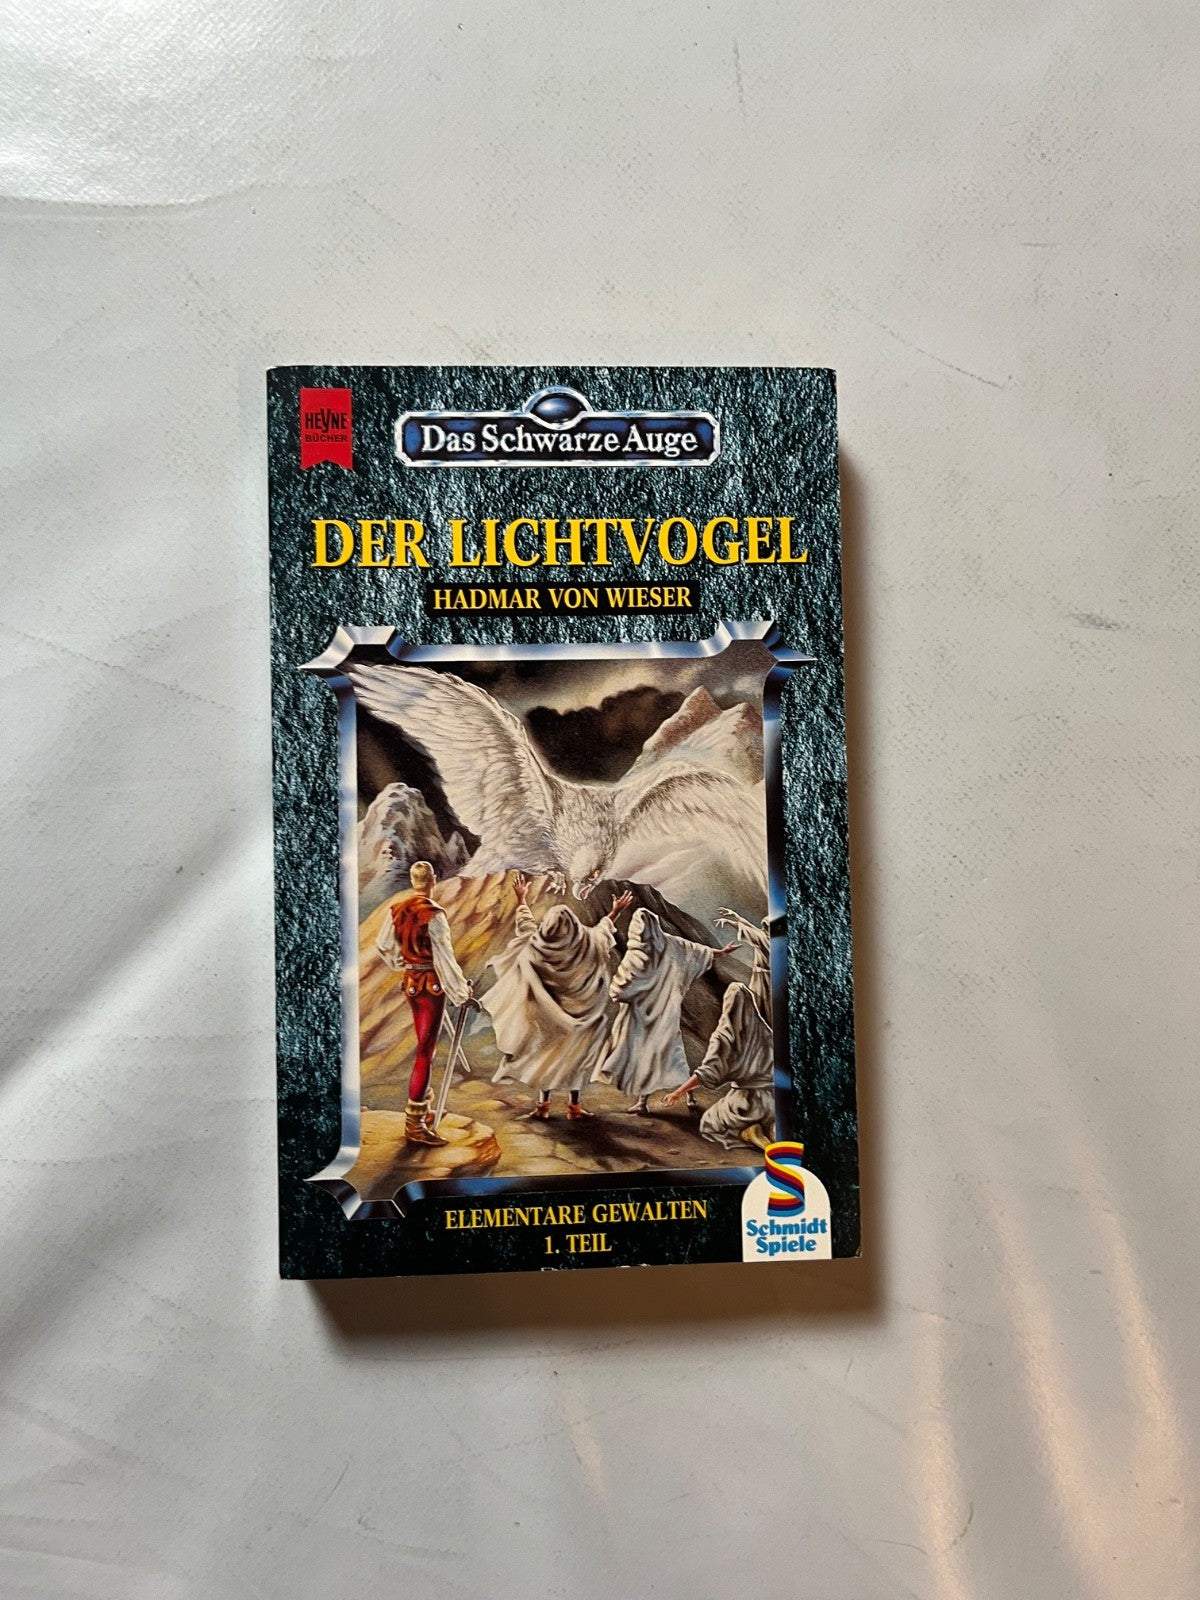 HEYNE
BÜCHER
Das Schwarze Auge
DER LICHTVOGEL
HADMAR VON WIESER
ELEMENTARE GEWALTEN
1. TEIL
Schmidt
Spiele